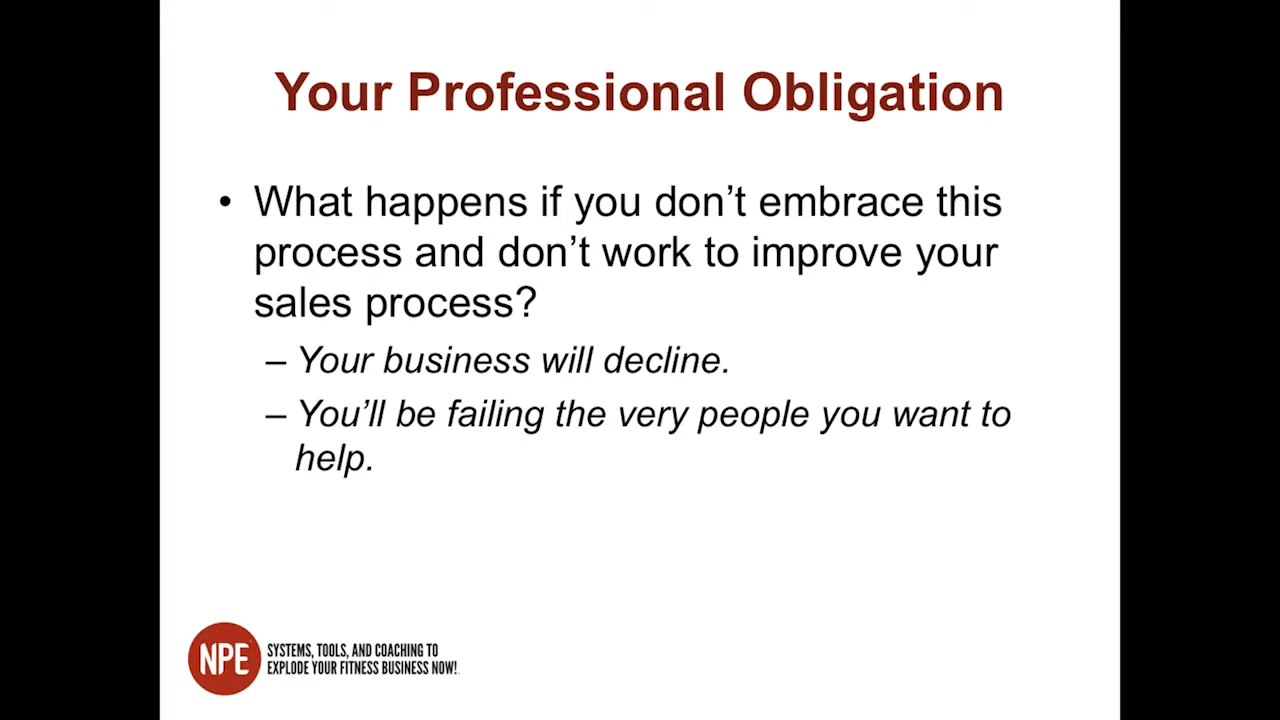 Your Professional Obligation
• What happens if you don’t embrace this
process and don’t work to improve your
sales process?
– Your business will decline.
– You’ll be failing the very people you want to
help.
NPE
SYSTEMS, TOOLS, AND COACHING TO
EXPLODE YOUR FITNESS BUSINESS NOW!